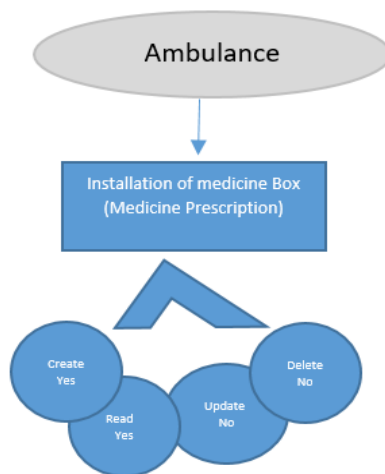 Ambulance
Installation of medicine Box
(Medicine Prescription)
Create
Yes
Read
Yes
Update
No
Delete
No